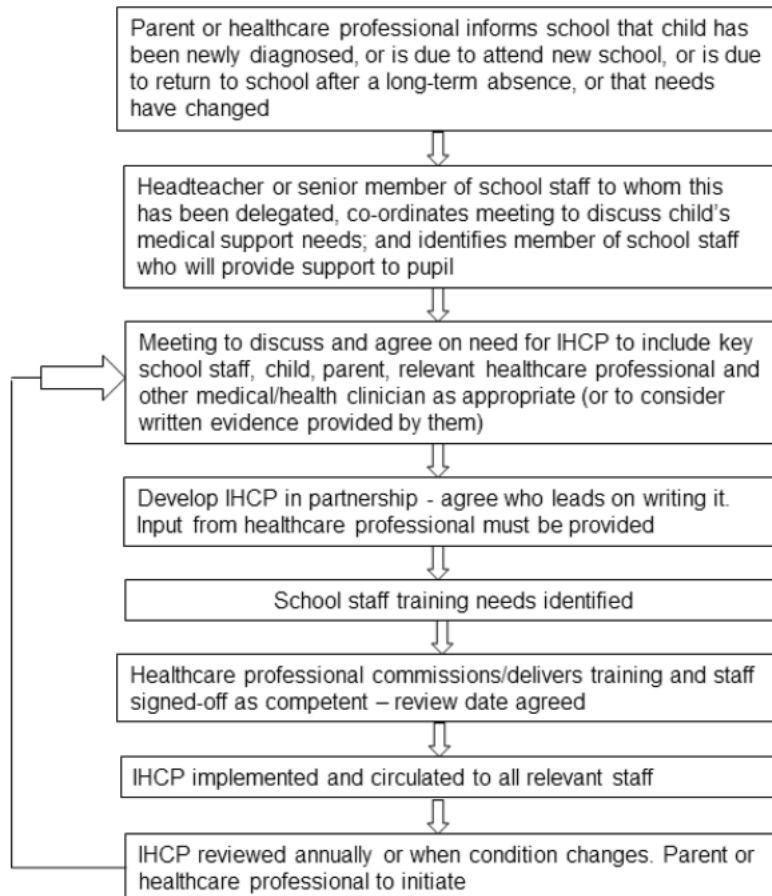 Parent or healthcare professional informs school that child has
been newly diagnosed, or is due to attend new school, or is due
to return to school after a long-term absence, or that needs
have changed
Headteacher or senior member of school staff to whom this
has been delegated, co-ordinates meeting to discuss child's
medical support needs; and identifies member of school staff
who will provide support to pupil
Meeting to discuss and agree on need for IHCP to include key
school staff, child, parent, relevant healthcare professional and
other medical/health clinician as appropriate (or to consider
written evidence provided by them)
Develop IHCP in partnership - agree who leads on writing it.
Input from healthcare professional must be provided
School staff training needs identified
Healthcare professional commissions/delivers training and staff
signed-off as competent – review date agreed
IHCP implemented and circulated to all relevant staff
IHCP reviewed annually or when condition changes. Parent or
healthcare professional to initiate